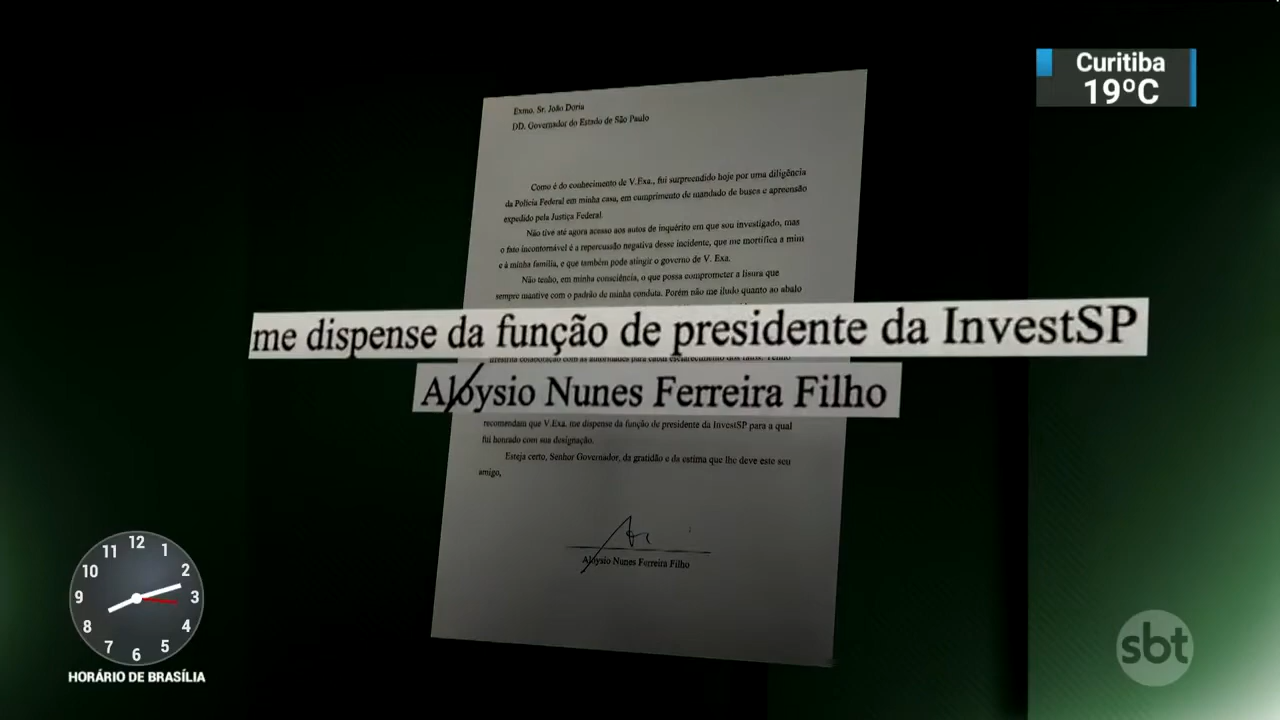 Curitiba
19ºC
Exmo. Sr. João Doria
DD. Governador do Estado de São Paulo
Como é do conhecimento de V.Exa., fui surpreendido hoje por uma diligência
da Polícia Federal em minha casa, em cumprimento de mandado de busca e apreensão
expedido pela Justiça Federal.
Não tive até agora acesso aos autos de inquérito em que sou investigado, mas
o fato incontornável é a repercussão negativa desse incidente, que me mortifica a mim
e à minha família, e que também pode atingir o governo de V. Exa.
Não tenho, em minha consciência, o que possa comprometer a lisura que
sempre mantive com o padrão de minha conduta. Porém não me iludo quanto ao abalo
me dispense da função de presidente da InvestSP
Aloysio Nunes Ferreira Filho
recomendam que V.Exa. me dispense da função de presidente da InvestSP para a qual
fui honrado com sua designação.
Esteja certo, Senhor Governador, da gratidão e da estima que lhe deve este seu
amigo,
Aloysio Nunes Ferreira Filho
12
11 1
10 2
9 3
8 4
7 5
6
HORÁRIO DE BRASÍLIA
sbt